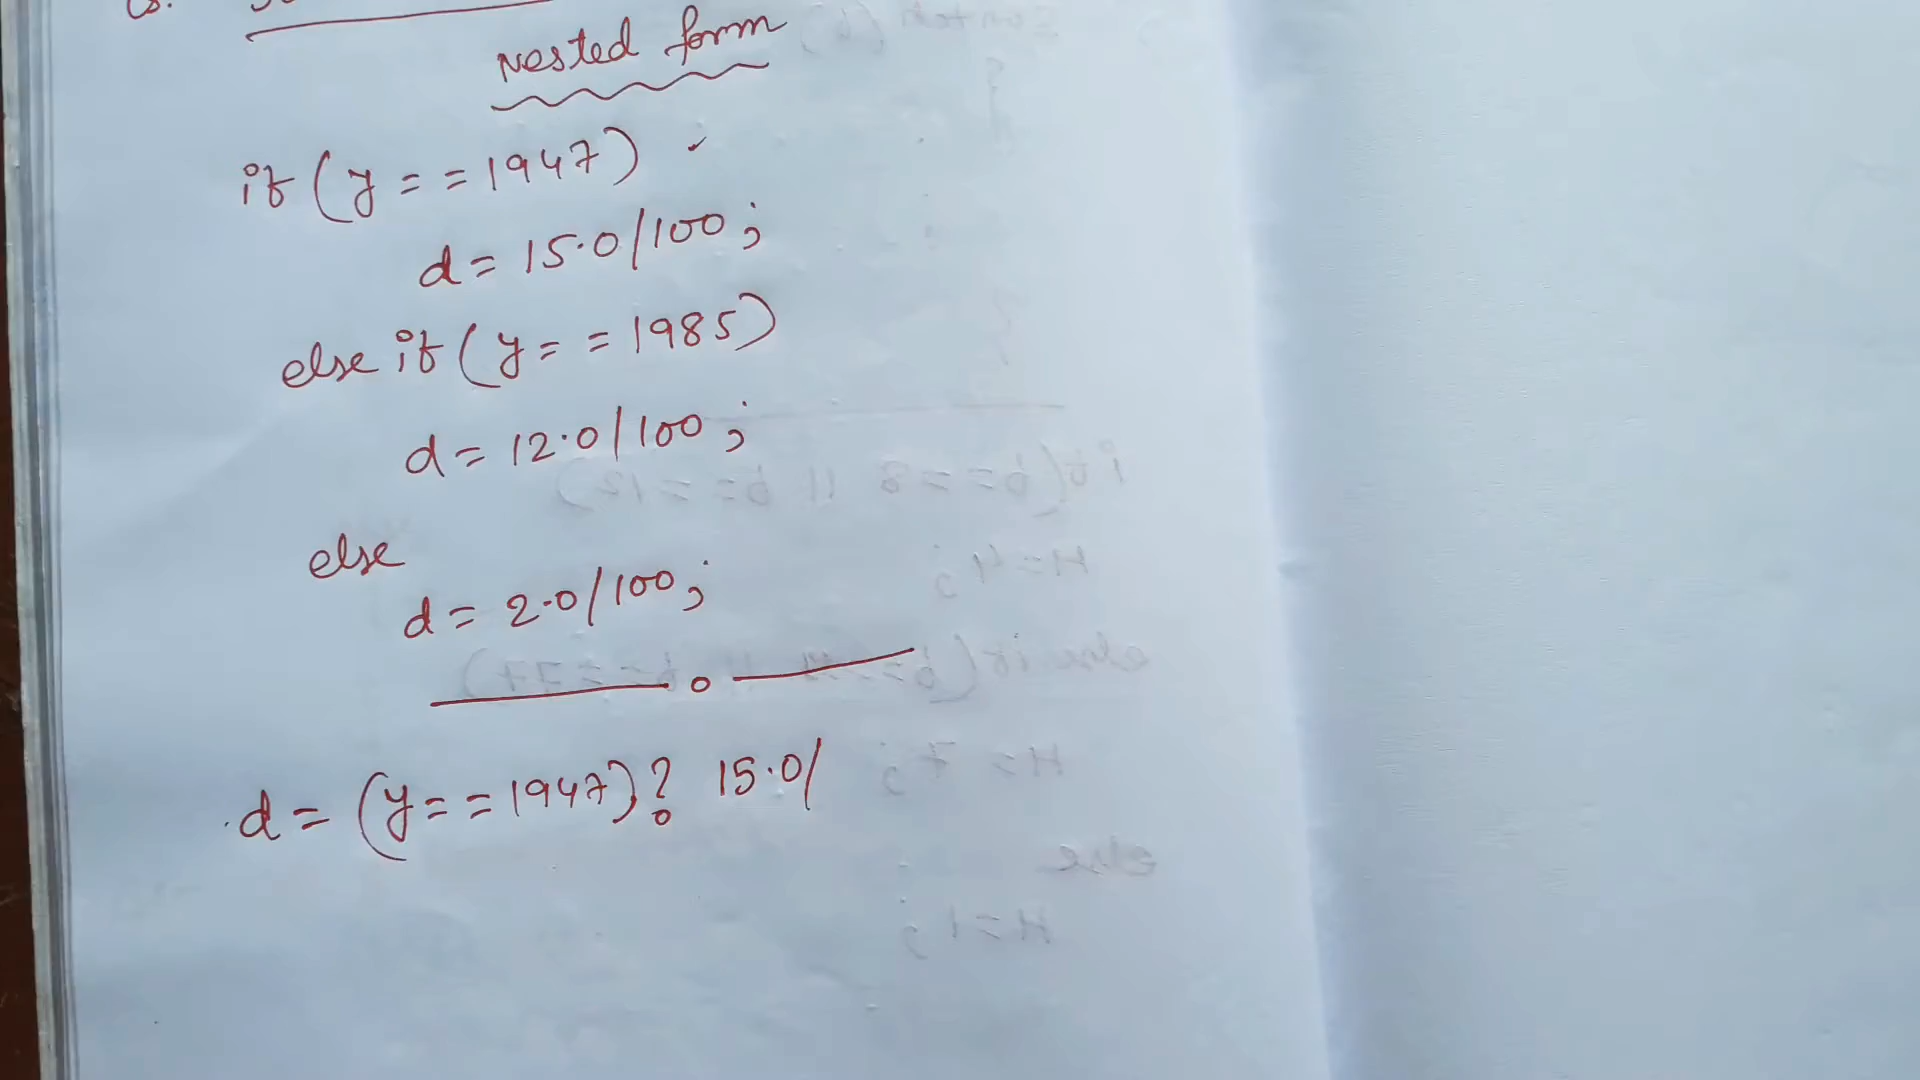 Nested form
if (y = = 1947)
d = 15.0/100;
else if (y = = 1985)
d = 12.0/100;
else
d = 2.0/100;
d = (y = = 1947)? 15.0/